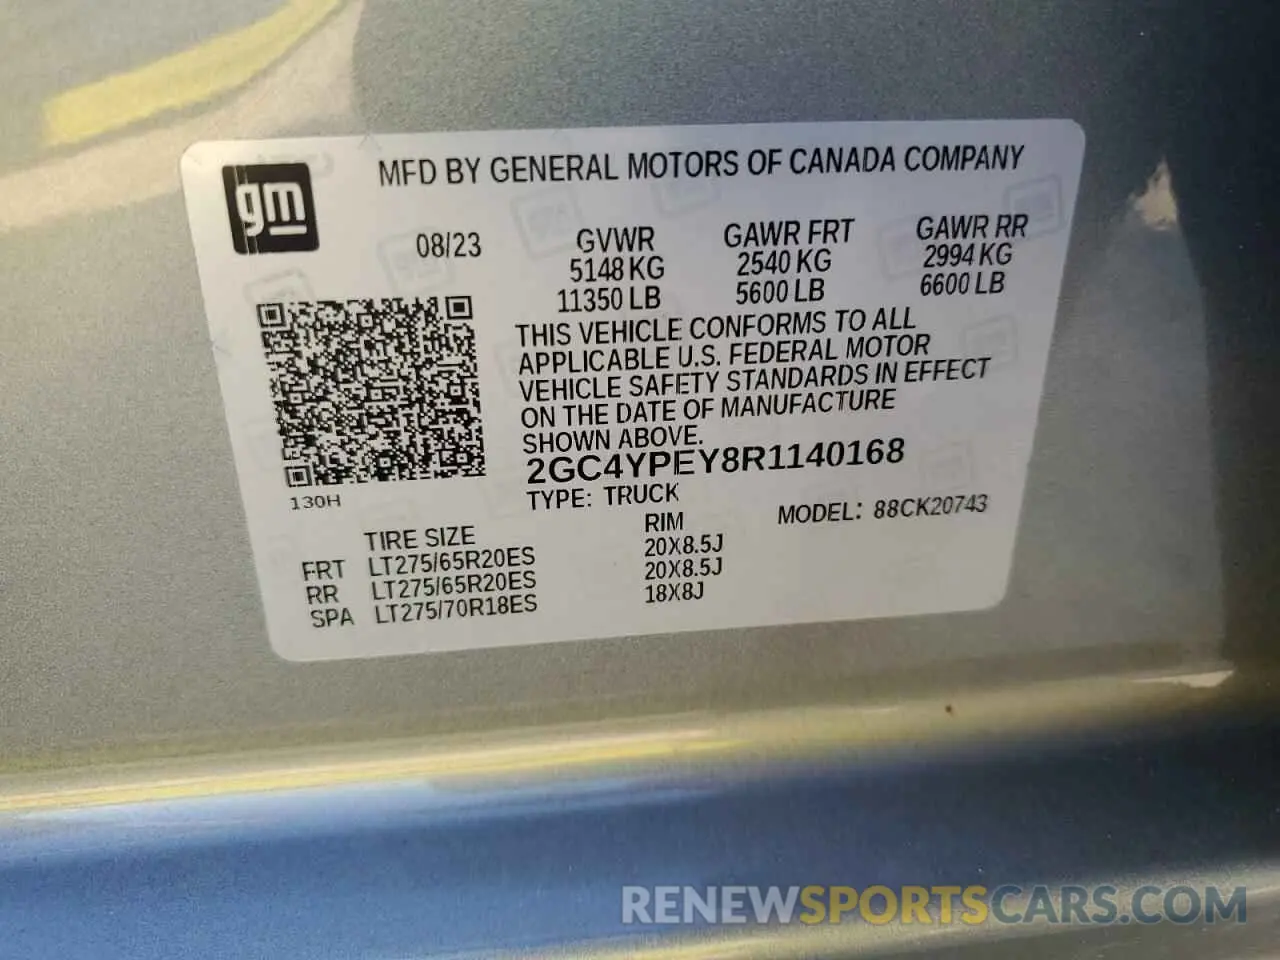 gm
MFD BY GENERAL MOTORS OF CANADA COMPANY
08/23 GVWR GAWR FRT GAWR RR
5148 KG 2540 KG 2994 KG
11350 LB 5600 LB 6600 LB
THIS VEHICLE CONFORMS TO ALL
APPLICABLE U.S. FEDERAL MOTOR
VEHICLE SAFETY STANDARDS IN EFFECT
ON THE DATE OF MANUFACTURE
SHOWN ABOVE.
2GC4YPEY8R1140168
130H
TYPE: TRUCK MODEL: 88CK20743
TIRE SIZE RIM
FRT LT275/65R20ES 20X8.5J
RR LT275/65R20ES 20X8.5J
SPA LT275/70R18ES 18X8J
RENEWSPORTSCARS.COM